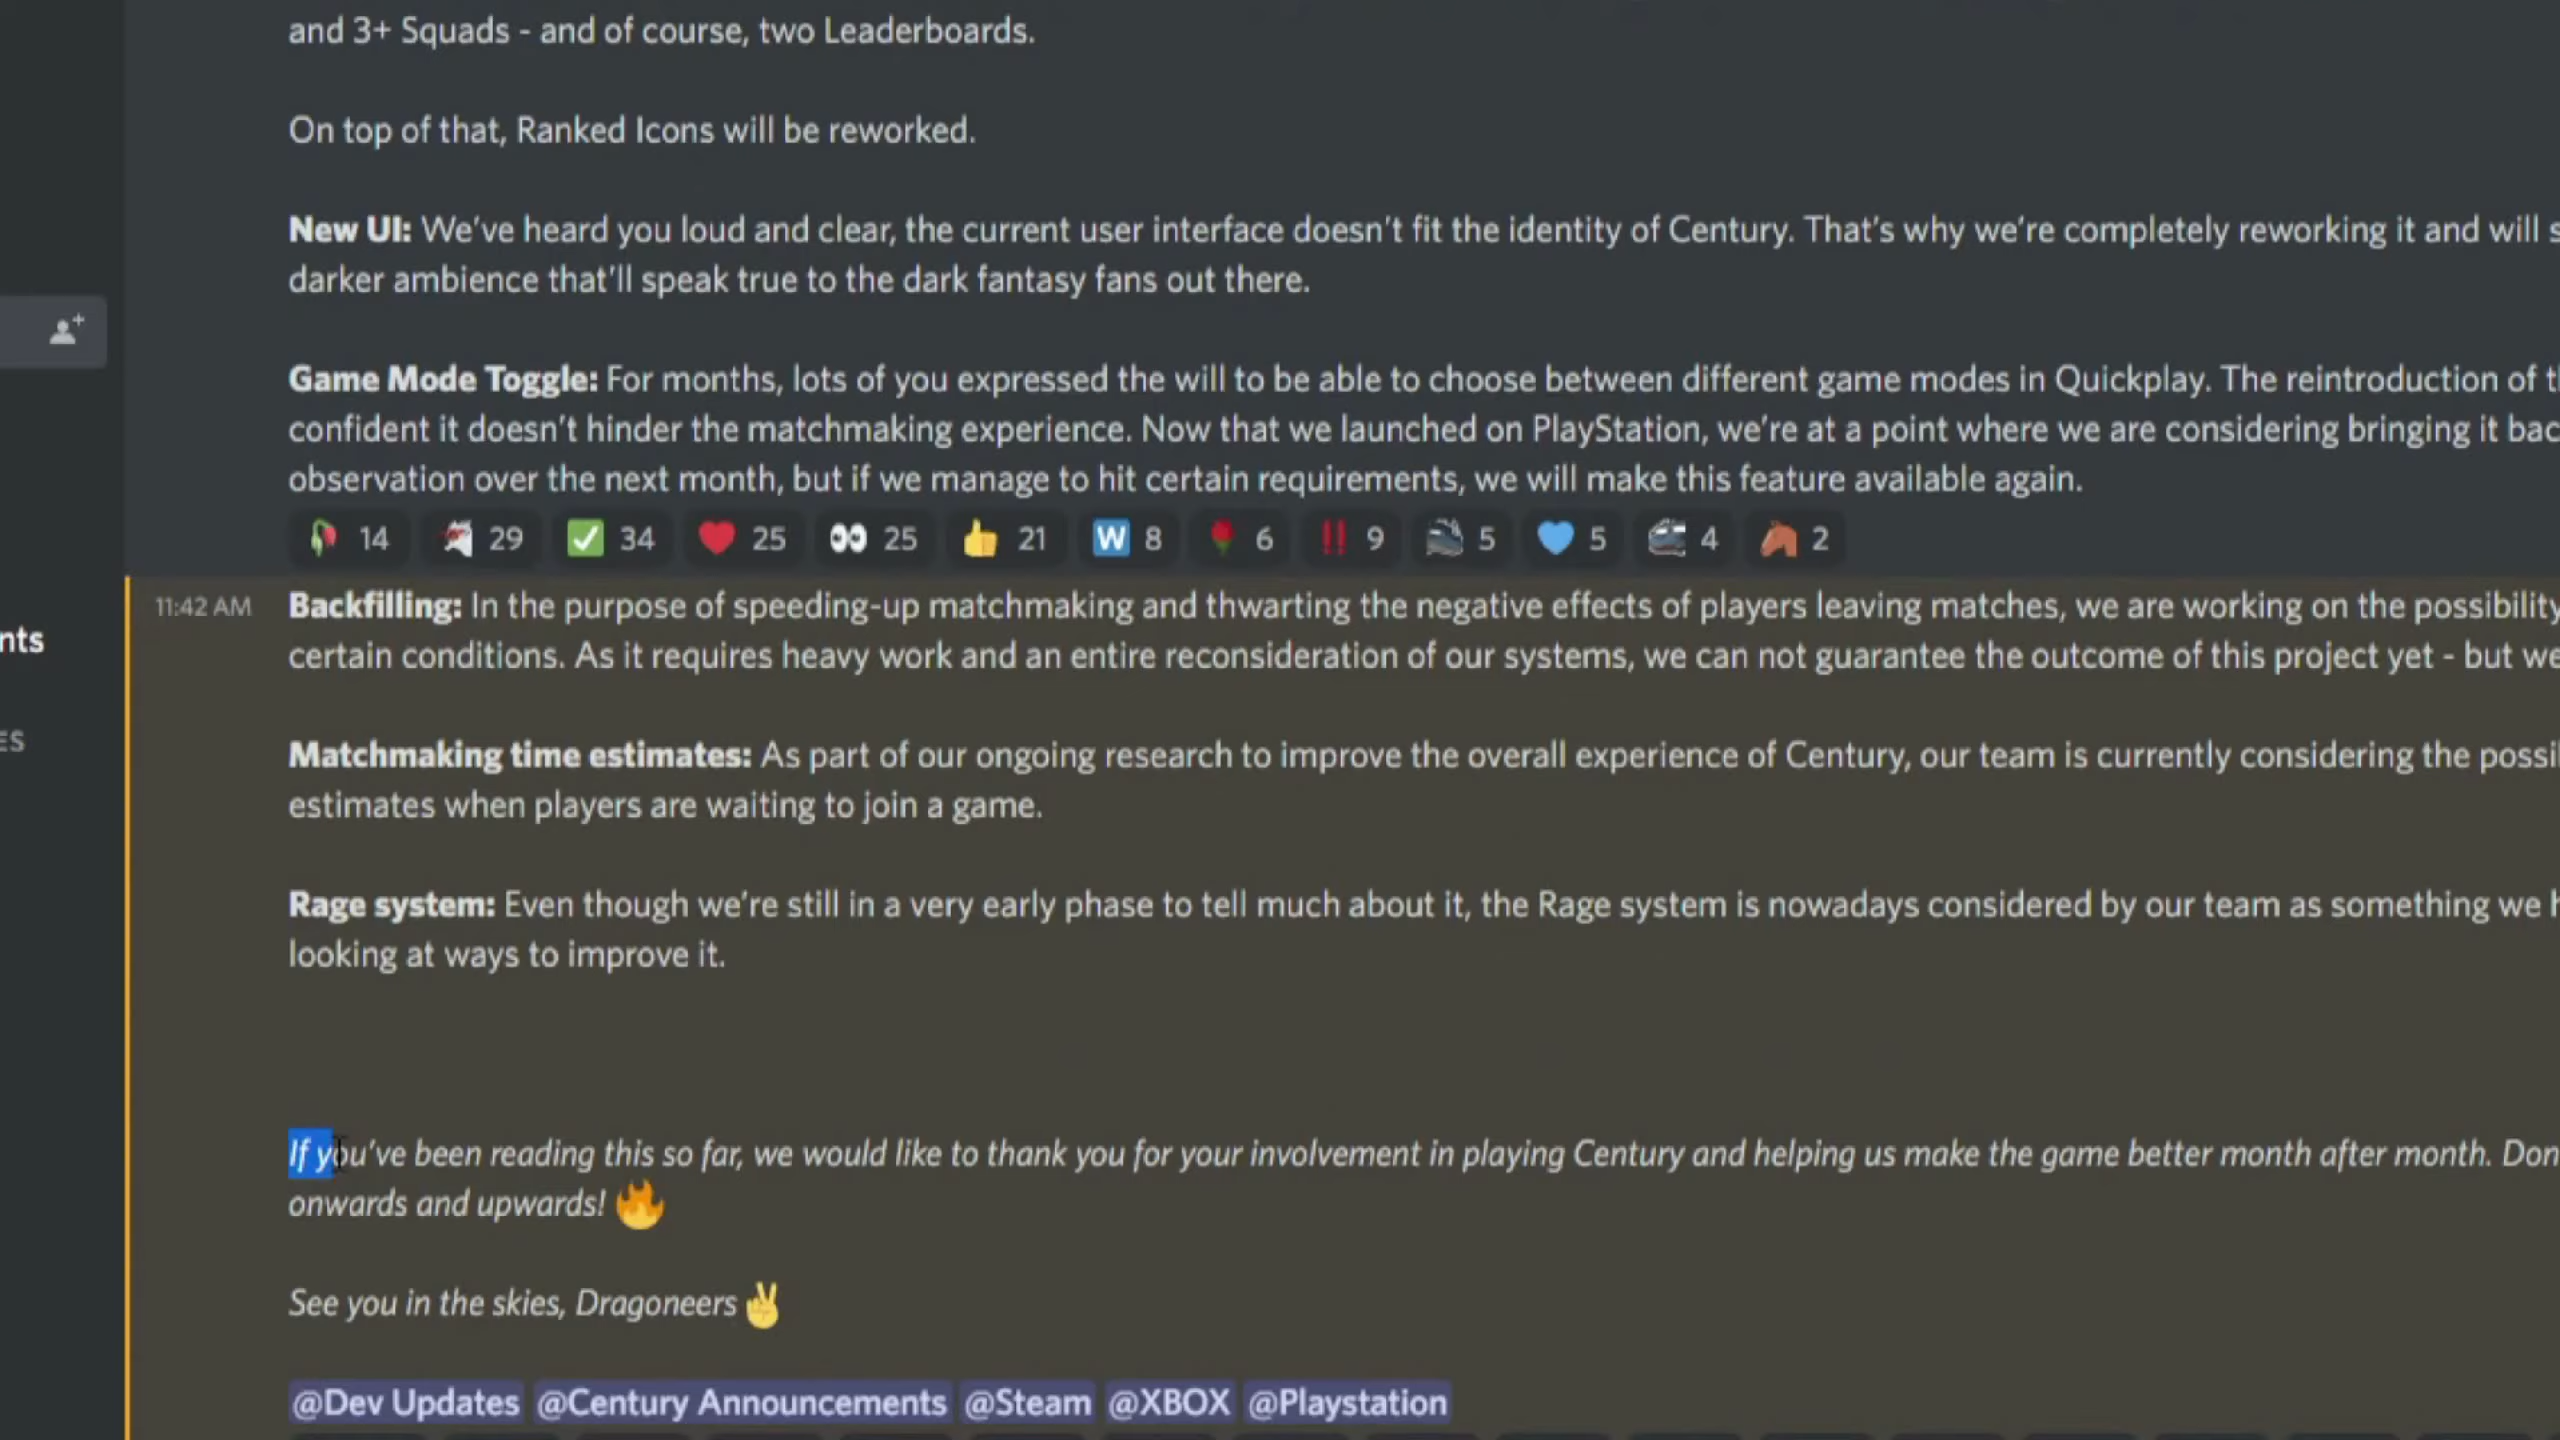 and 3+ Squads - and of course, two Leaderboards.
On top of that, Ranked Icons will be reworked.
New UI: We've heard you loud and clear, the current user interface doesn't fit the identity of Century. That's why we're completely reworking it and will
darker ambience that'll speak true to the dark fantasy fans out there.
Game Mode Toggle: For months, lots of you expressed the will to be able to choose between different game modes in Quickplay. The reintroduction of
confident it doesn't hinder the matchmaking experience. Now that we launched on PlayStation, we're at a point where we are considering bringing it
observation over the next month, but if we manage to hit certain requirements, we will make this feature available again.
14 29 34 25 25 21 W 8 6 9 5 5 4 2
11:42 AM Backfilling: In the purpose of speeding-up matchmaking and thwarting the negative effects of players leaving matches, we are working on the possibility
nts
certain conditions. As it requires heavy work and an entire reconsideration of our systems, we can not guarantee the outcome of this project yet - but we
ES
Matchmaking time estimates: As part of our ongoing research to improve the overall experience of Century, our team is currently considering the
estimates when players are waiting to join a game.
Rage system: Even though we're still in a very early phase to tell much about it, the Rage system is nowadays considered by our team as something we
looking at ways to improve it.
If you've been reading this so far, we would like to thank you for your involvement in playing Century and helping us make the game better month after month. Don
onwards and upwards! 🔥
See you in the skies, Dragoneers ✌️
@Dev Updates @Century Announcements @Steam @XBOX @Playstation